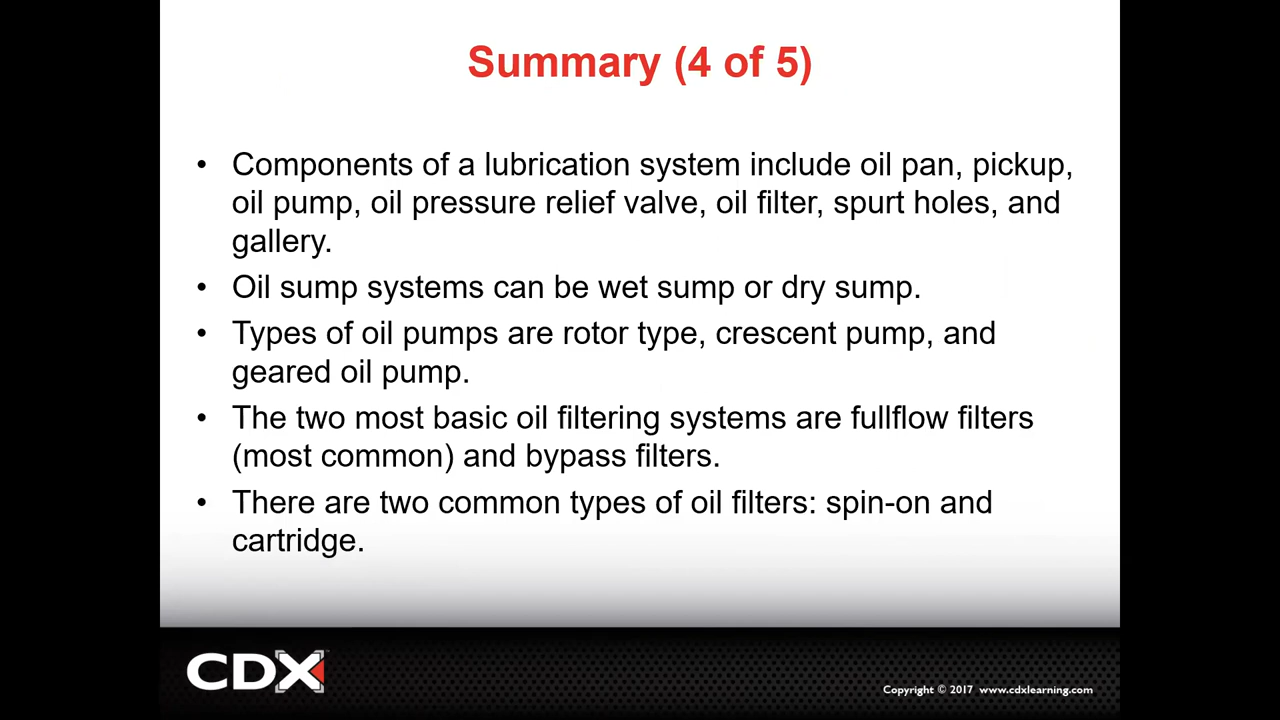 Summary (4 of 5)
• Components of a lubrication system include oil pan, pickup,
oil pump, oil pressure relief valve, oil filter, spurt holes, and
gallery.
• Oil sump systems can be wet sump or dry sump.
• Types of oil pumps are rotor type, crescent pump, and
geared oil pump.
• The two most basic oil filtering systems are fullflow filters
(most common) and bypass filters.
• There are two common types of oil filters: spin-on and
cartridge.
CDX
Copyright © 2017 www.cdxlearning.com